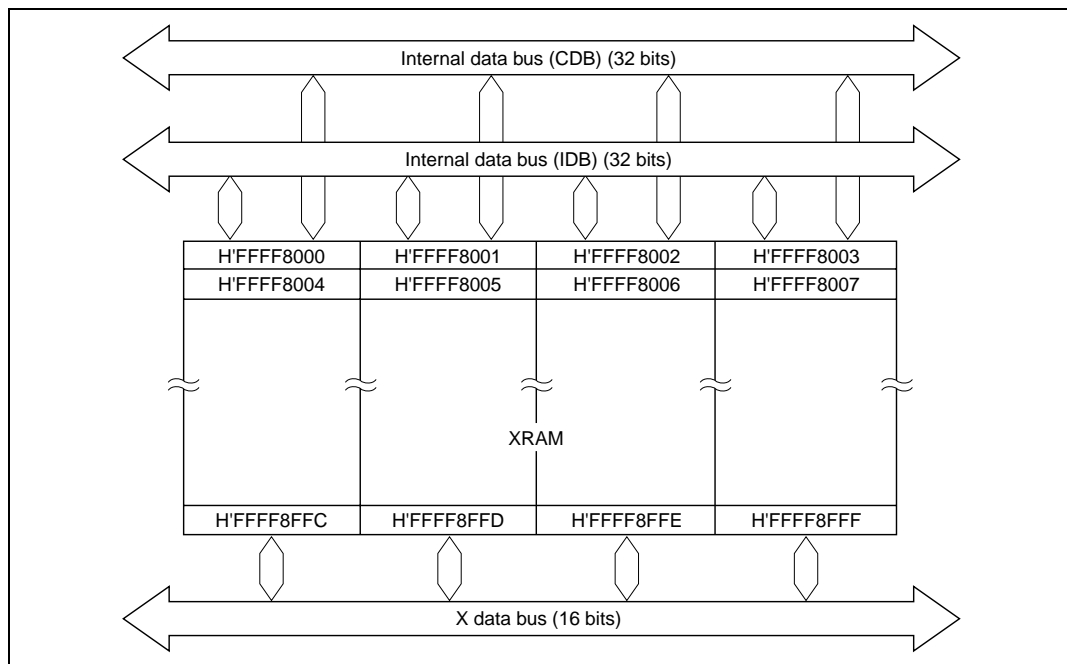 Internal data bus (CDB) (32 bits)
Internal data bus (IDB) (32 bits)
H'FFFF8000 H'FFFF8001 H'FFFF8002 H'FFFF8003
H'FFFF8004 H'FFFF8005 H'FFFF8006 H'FFFF8007
XRAM
H'FFFF8FFC H'FFFF8FFD H'FFFF8FFE H'FFFF8FFF
X data bus (16 bits)